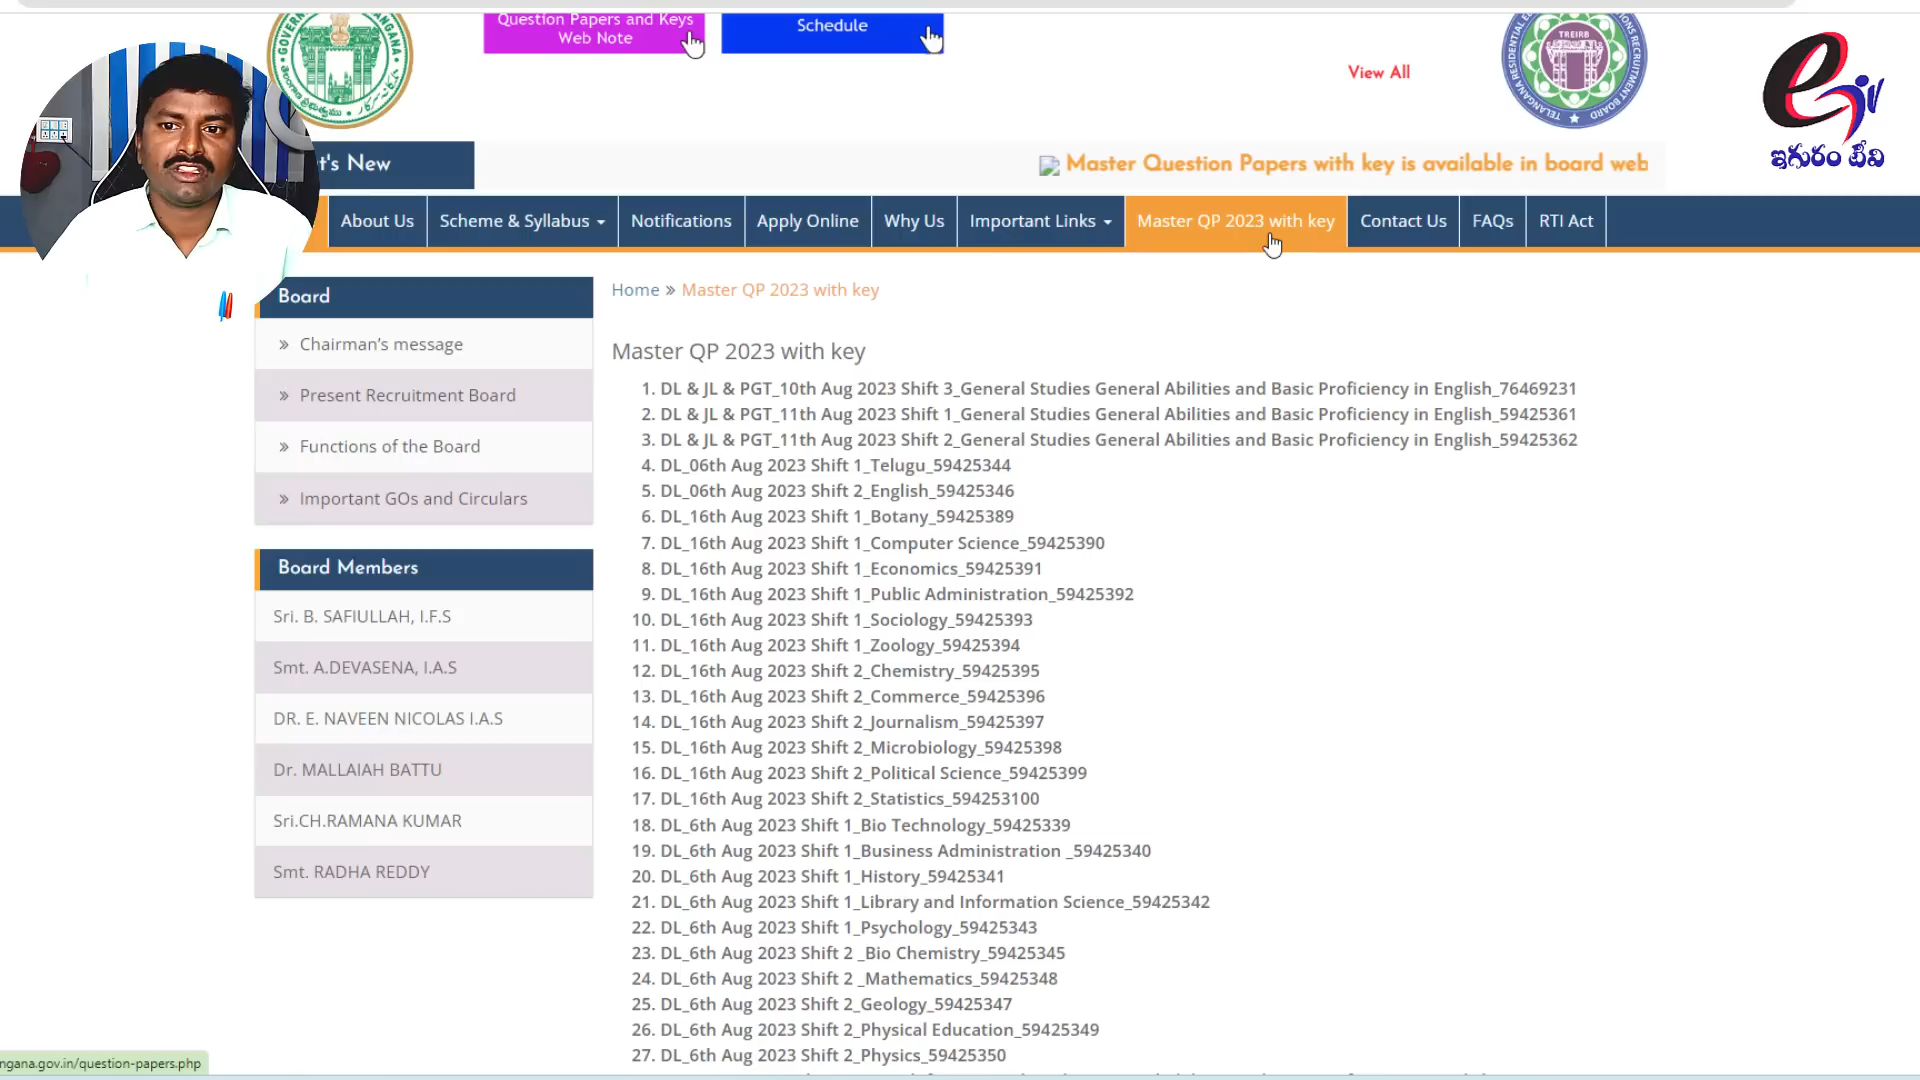 Question Papers and Keys
Web Note
Schedule
View All
TREIRB
t's New
Master Question Papers with key is available in board web
ఇగురం టీవి
About Us
Scheme & Syllabus
Notifications
Apply Online
Why Us
Important Links
Master QP 2023 with key
Contact Us
FAQs
RTI Act
Board
Chairman's message
Present Recruitment Board
Functions of the Board
Important GOs and Circulars
Board Members
Sri. B. SAFIULLAH, I.F.S
Smt. A.DEVASENA, I.A.S
DR. E. NAVEEN NICOLAS I.A.S
Dr. MALLAIAH BATTU
Sri.CH.RAMANA KUMAR
Smt. RADHA REDDY
Home » Master QP 2023 with key
Master QP 2023 with key
1. DL & JL & PGT_10th Aug 2023 Shift 3_General Studies General Abilities and Basic Proficiency in English_76469231
2. DL & JL & PGT_11th Aug 2023 Shift 1_General Studies General Abilities and Basic Proficiency in English_59425361
3. DL & JL & PGT_11th Aug 2023 Shift 2_General Studies General Abilities and Basic Proficiency in English_59425362
4. DL_06th Aug 2023 Shift 1_Telugu_59425344
5. DL_06th Aug 2023 Shift 2_English_59425346
6. DL_16th Aug 2023 Shift 1_Botany_59425389
7. DL_16th Aug 2023 Shift 1_Computer Science_59425390
8. DL_16th Aug 2023 Shift 1_Economics_59425391
9. DL_16th Aug 2023 Shift 1_Public Administration_59425392
10. DL_16th Aug 2023 Shift 1_Sociology_59425393
11. DL_16th Aug 2023 Shift 1_Zoology_59425394
12. DL_16th Aug 2023 Shift 2_Chemistry_59425395
13. DL_16th Aug 2023 Shift 2_Commerce_59425396
14. DL_16th Aug 2023 Shift 2_Journalism_59425397
15. DL_16th Aug 2023 Shift 2_Microbiology_59425398
16. DL_16th Aug 2023 Shift 2_Political Science_59425399
17. DL_16th Aug 2023 Shift 2_Statistics_594253100
18. DL_6th Aug 2023 Shift 1_Bio Technology_59425339
19. DL_6th Aug 2023 Shift 1_Business Administration _59425340
20. DL_6th Aug 2023 Shift 1_History_59425341
21. DL_6th Aug 2023 Shift 1_Library and Information Science_59425342
22. DL_6th Aug 2023 Shift 1_Psychology_59425343
23. DL_6th Aug 2023 Shift 2 _Bio Chemistry_59425345
24. DL_6th Aug 2023 Shift 2 _Mathematics_59425348
25. DL_6th Aug 2023 Shift 2_Geology_59425347
26. DL_6th Aug 2023 Shift 2_Physical Education_59425349
27. DL_6th Aug 2023 Shift 2_Physics_59425350
ngana.gov.in/question-papers.php